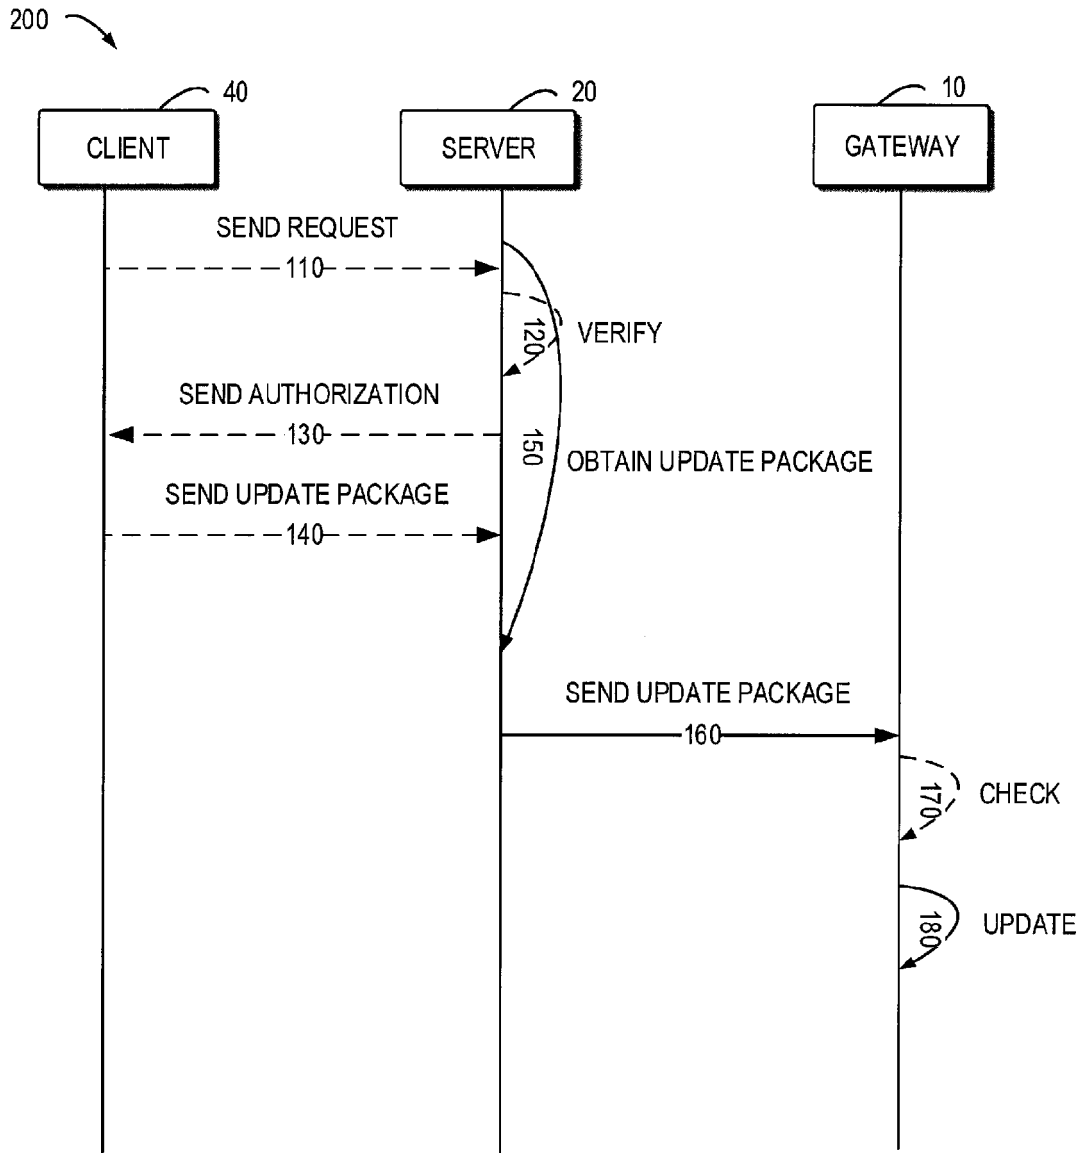 200
40
20
10
CLIENT
SERVER
GATEWAY
SEND REQUEST
110
120
VERIFY
SEND AUTHORIZATION
130
150
OBTAIN UPDATE PACKAGE
SEND UPDATE PACKAGE
140
SEND UPDATE PACKAGE
160
170
CHECK
180
UPDATE